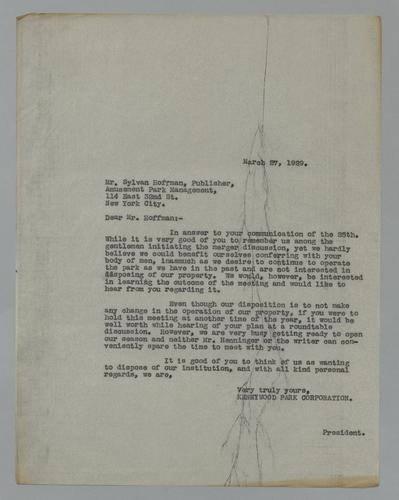 March 27, 1929.
Mr. Sylvan Hoffman, Publisher,
Amusement Park Management,
114 East 32nd St.
New York City.
Dear Mr. Hoffman:-
In answer to your communication of the 25th.
While it is very good of you to remember us among the
gentlemen initiating the merger discussion, yet we hardly
believe we could benefit ourselves conferring with your
body of men, inasmuch as we desire to continue to operate
the park as we have in the past and are not interested in
disposing of our property. We would, however, be interested
in learning the outcome of the meeting and would like to
hear from you regarding it.
Even though our disposition is to not make
any change in the operation of our property, if you were to
hold this meeting at another time of the year, it would be
well worth while hearing of your plan at a roundtable
discussion. However, we are very busy getting ready to open
our season and neither Mr. Henninger or the writer can con-
veniently spare the time to meet with you.
It is good of you to think of us as wanting
to dispose of our institution, and with all kind personal
regards, we are,
Very truly yours,
KENNYWOOD PARK CORPORATION.
President.